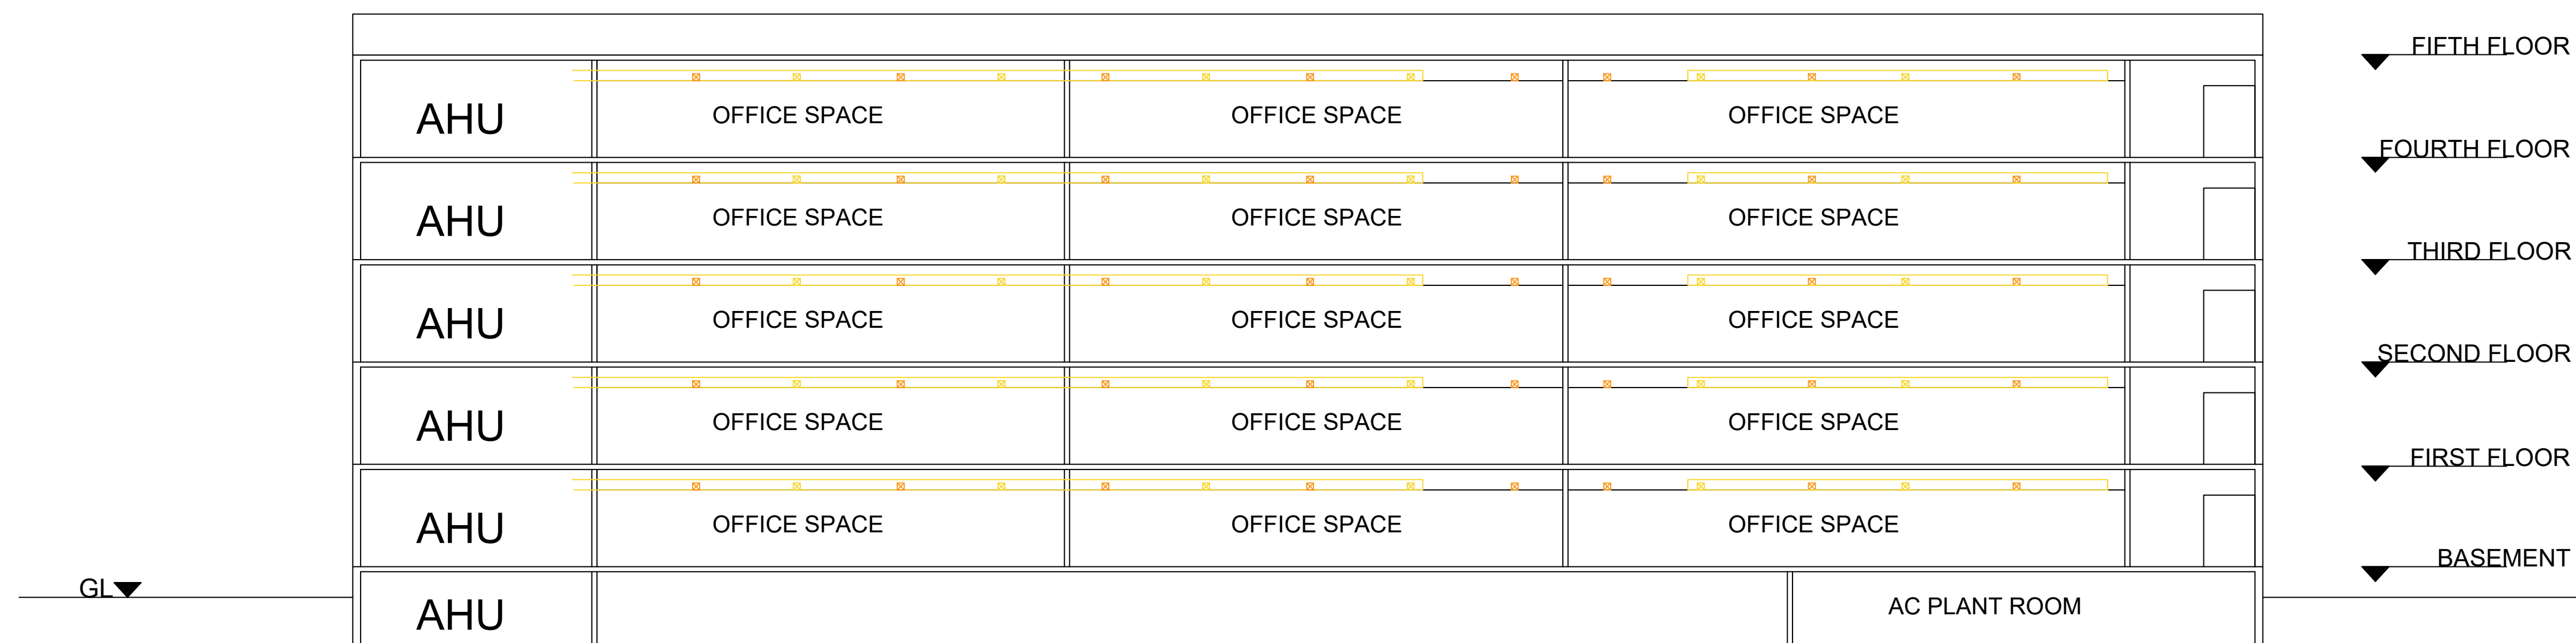 FIFTH FLOOR
AHU OFFICE SPACE OFFICE SPACE OFFICE SPACE
FOURTH FLOOR
AHU OFFICE SPACE OFFICE SPACE OFFICE SPACE
THIRD FLOOR
AHU OFFICE SPACE OFFICE SPACE OFFICE SPACE
SECOND FLOOR
AHU OFFICE SPACE OFFICE SPACE OFFICE SPACE
FIRST FLOOR
AHU OFFICE SPACE OFFICE SPACE OFFICE SPACE
BASEMENT
GL
AHU AC PLANT ROOM